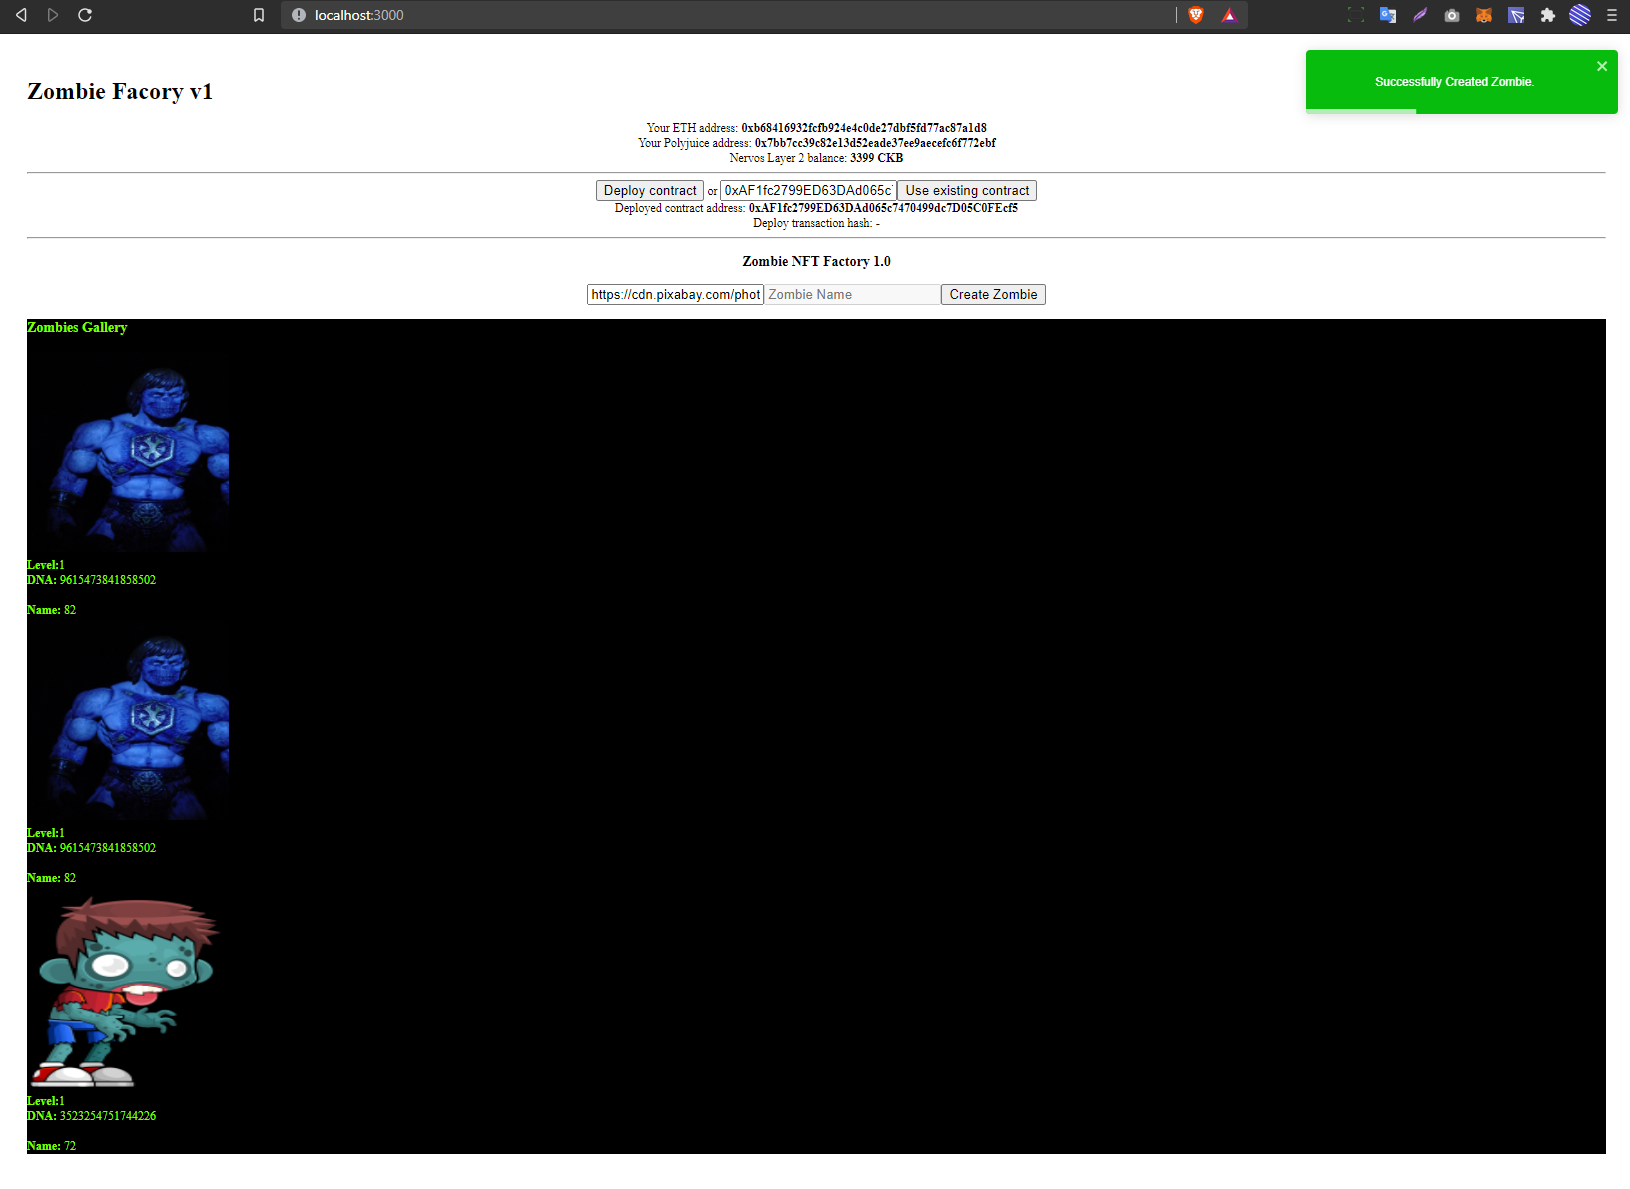 localhost:3000
Successfully Created Zombie.
Zombie Facory v1
Your ETH address: 0xb68416932fcfb924e4c0de27dbf5fd77ac87a1d8
Your Polyjuice address: 0x7bb7cc39c82e13d52eade37ee9aecefc6f772ebf
Nervos Layer 2 balance: 3399 CKB
Deploy contract or 0xAF1fc2799ED63DAd065c Use existing contract
Deployed contract address: 0xAF1fc2799ED63DAd065c7470499dc7D05C0FEcf5
Deploy transaction hash: -
Zombie NFT Factory 1.0
https://cdn.pixabay.com/phot Zombie Name Create Zombie
Zombies Gallery
Level:1
DNA: 9615473841858502
Name: 82
Level:1
DNA: 9615473841858502
Name: 82
Level:1
DNA: 3523254751744226
Name: 72